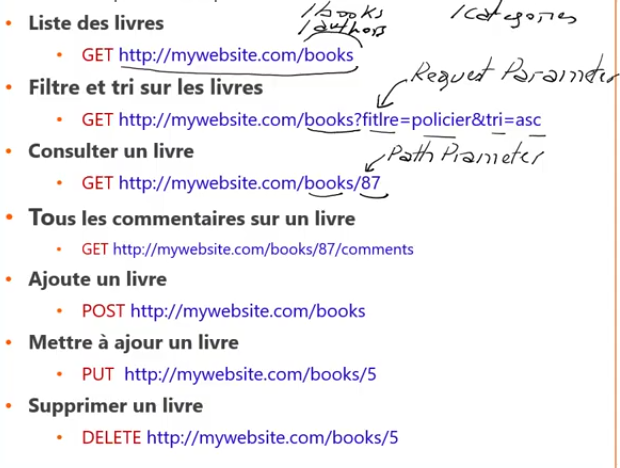 /books
/categories
/authors
• Liste des livres
• GET http://mywebsite.com/books
Request Parameter
• Filtre et tri sur les livres
• GET http://mywebsite.com/books?fitlre=policier&tri=asc
• Consulter un livre
Path Prameter
• GET http://mywebsite.com/books/87
• Tous les commentaires sur un livre
• GET http://mywebsite.com/books/87/comments
• Ajoute un livre
• POST http://mywebsite.com/books
• Mettre à ajour un livre
• PUT http://mywebsite.com/books/5
• Supprimer un livre
• DELETE http://mywebsite.com/books/5